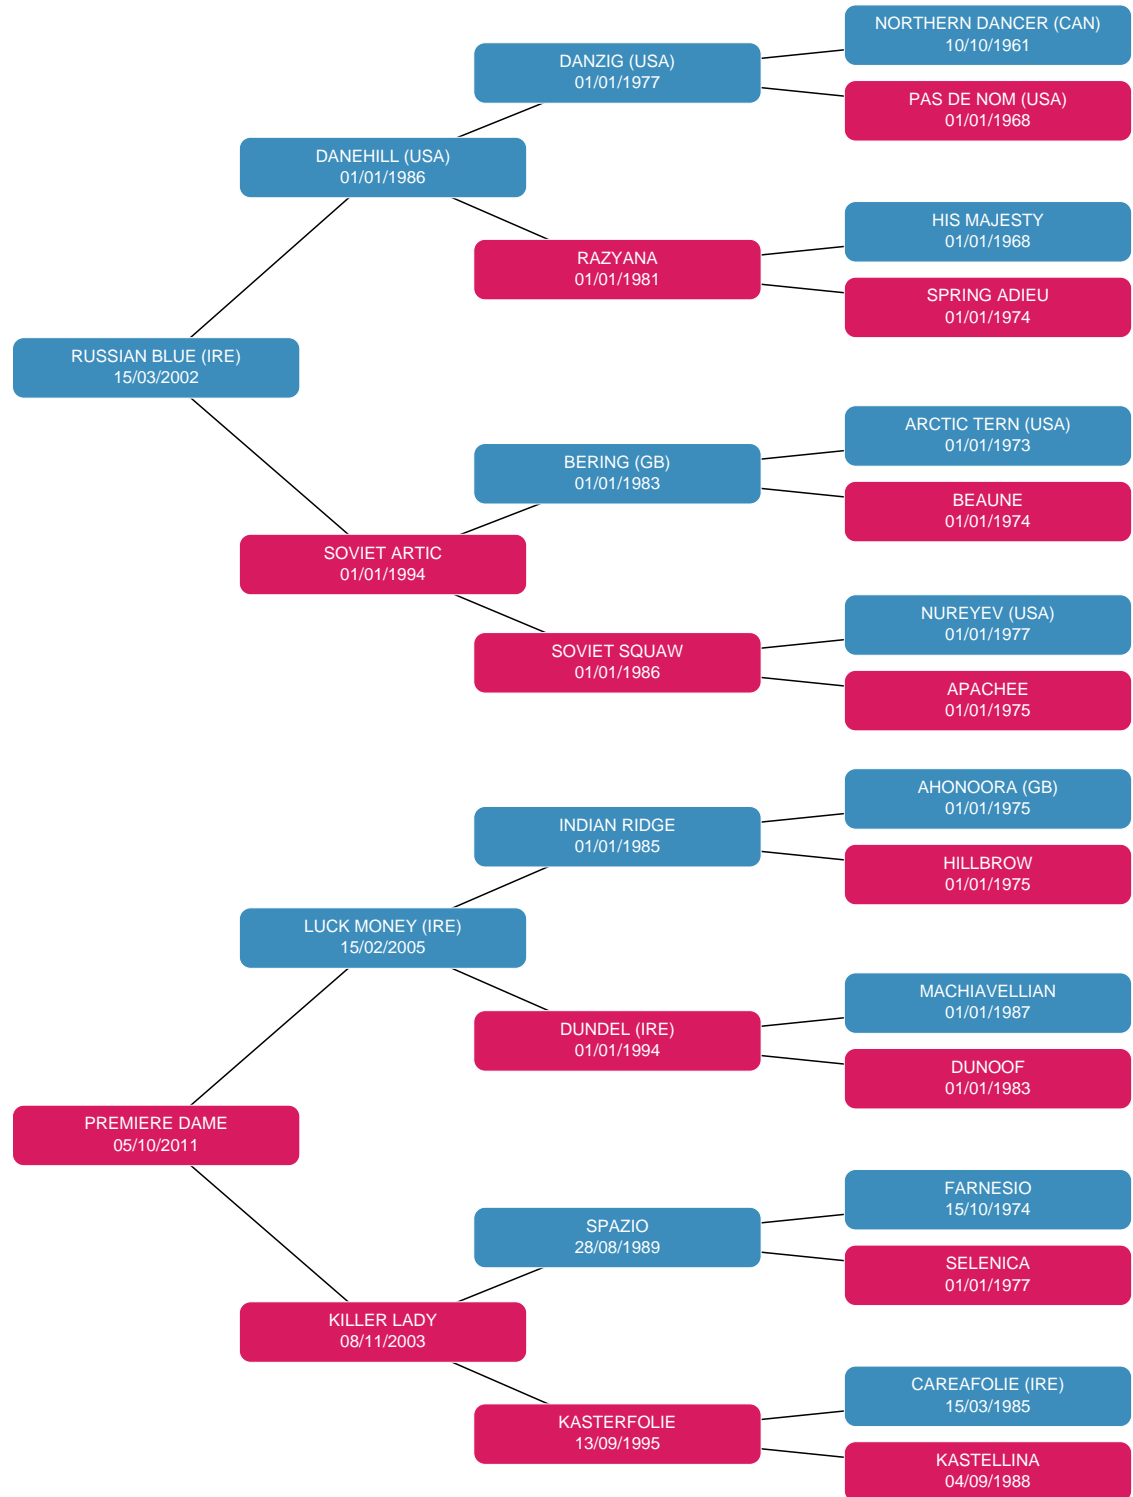 NORTHERN DANCER (CAN)
10/10/1961
DANZIG (USA)
01/01/1977
PAS DE NOM (USA)
01/01/1968
DANEHILL (USA)
01/01/1986
HIS MAJESTY
01/01/1968
RAZYANA
01/01/1981
SPRING ADIEU
01/01/1974
RUSSIAN BLUE (IRE)
15/03/2002
ARCTIC TERN (USA)
01/01/1973
BERING (GB)
01/01/1983
BEAUNE
01/01/1974
SOVIET ARTIC
01/01/1994
NUREYEV (USA)
01/01/1977
SOVIET SQUAW
01/01/1986
APACHEE
01/01/1975
AHONOORA (GB)
01/01/1975
INDIAN RIDGE
01/01/1985
HILLBROW
01/01/1975
LUCK MONEY (IRE)
15/02/2005
MACHIAVELLIAN
01/01/1987
DUNDEL (IRE)
01/01/1994
DUNOOF
01/01/1983
PREMIERE DAME
05/10/2011
FARNESIO
15/10/1974
SPAZIO
28/08/1989
SELENICA
01/01/1977
KILLER LADY
08/11/2003
CAREAFOLIE (IRE)
15/03/1985
KASTERFOLIE
13/09/1995
KASTELLINA
04/09/1988